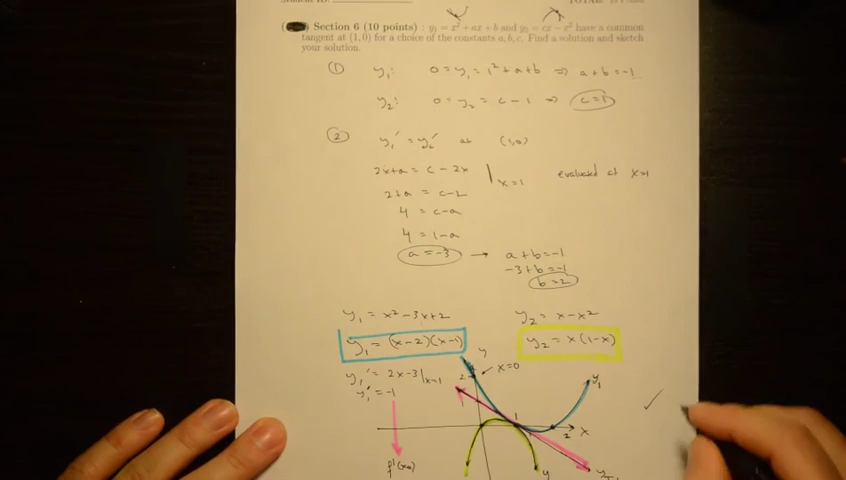 Section 6 (10 points) : y₁ = x² + ax + b and y₂ = cx − x² have a common
tangent at (1, 0) for a choice of the constants a, b, c. Find a solution and sketch
your solution.
① y₁: 0 = y₁ = 1² + a + b ⇒ a + b = -1
y₂: 0 = y₂ = c - 1 ⇒ c = 1
② y₁' = y₂' at (1,0)
2x + a = c - 2x |x=1 evaluated at x=1
2 + a = c - 2
4 = c - a
4 = 1 - a
a = -3 → a + b = -1
-3 + b = -1
b = 2
y₁ = x² - 3x + 2 y₂ = x - x²
y₁ = (x-2)(x-1) y₂ = x(1-x)
y
y₁' = 2x - 3 |x=1 2 x=0 y₁
y₁' = -1
1 1 2 x
f'(x₀) y